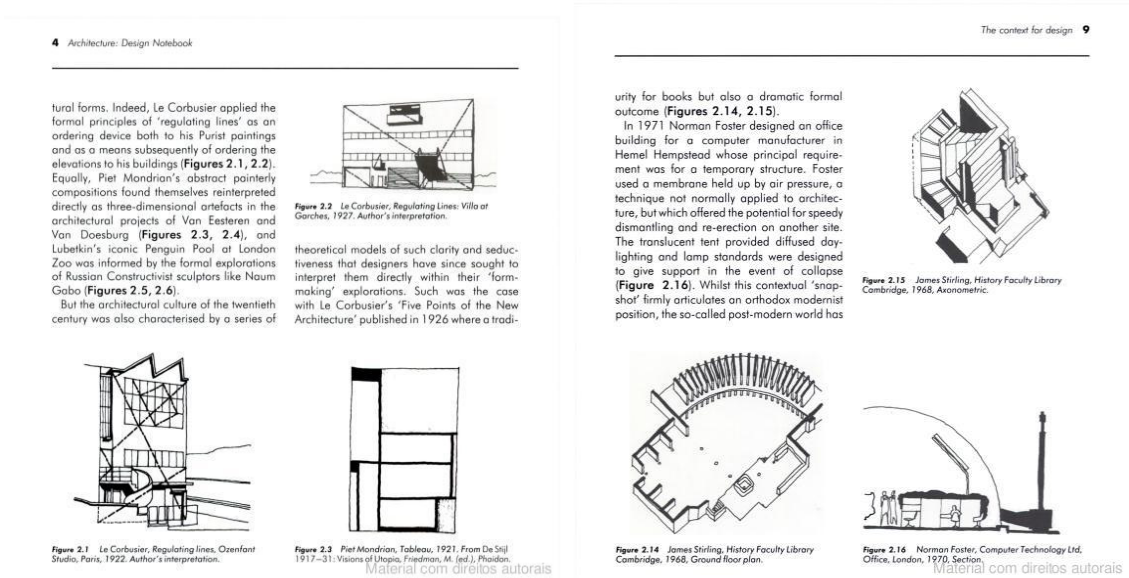 4 Architecture: Design Notebook
tural forms. Indeed, Le Corbusier applied the
formal principles of 'regulating lines' as an
ordering device both to his Purist paintings
and as a means subsequently of ordering the
elevations to his buildings (Figures 2.1, 2.2).
Equally, Piet Mondrian's abstract painterly
compositions found themselves reinterpreted
directly as three-dimensional artefacts in the
architectural projects of Van Eesteren and
Van Doesburg (Figures 2.3, 2.4), and
Lubetkin's iconic Penguin Pool at London
Zoo was informed by the formal explorations
of Russian Constructivist sculptors like Naum
Gabo (Figures 2.5, 2.6).
But the architectural culture of the twentieth
century was also characterised by a series of
Figure 2.2 Le Corbusier, Regulating Lines: Villa at
Garches, 1927. Author's interpretation.
theoretical models of such clarity and seduc-
tiveness that designers have since sought to
interpret them directly within their 'form-
making' explorations. Such was the case
with Le Corbusier's 'Five Points of the New
Architecture' published in 1926 where a tradi-
Figure 2.1 Le Corbusier, Regulating lines, Ozenfant
Studio, Paris, 1922. Author's interpretation.
Figure 2.3 Piet Mondrian, Tableau, 1921. From De Stijl
1917–31: Visions of Utopia, Friedman, M. (ed.), Phaidon.
Material com direitos autorais
The context for design 9
urity for books but also a dramatic formal
outcome (Figures 2.14, 2.15).
In 1971 Norman Foster designed an office
building for a computer manufacturer in
Hemel Hempstead whose principal require-
ment was for a temporary structure. Foster
used a membrane held up by air pressure, a
technique not normally applied to architec-
ture, but which offered the potential for speedy
dismantling and re-erection on another site.
The translucent tent provided diffused day-
lighting and lamp standards were designed
to give support in the event of collapse
(Figure 2.16). Whilst this contextual 'snap-
shot' firmly articulates an orthodox modernist
position, the so-called post-modern world has
Figure 2.15 James Stirling, History Faculty Library
Cambridge, 1968, Axonometric.
Figure 2.14 James Stirling, History Faculty Library
Cambridge, 1968, Ground floor plan.
Figure 2.16 Norman Foster, Computer Technology Ltd,
Office, London, 1970, Section.
Material com direitos autorais